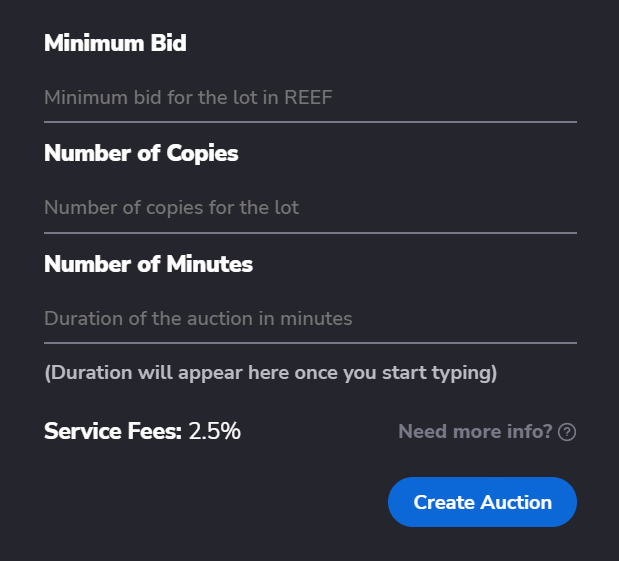 Minimum Bid
Minimum bid for the lot in REEF
Number of Copies
Number of copies for the lot
Number of Minutes
Duration of the auction in minutes
(Duration will appear here once you start typing)
Service Fees: 2.5%
Need more info?
Create Auction